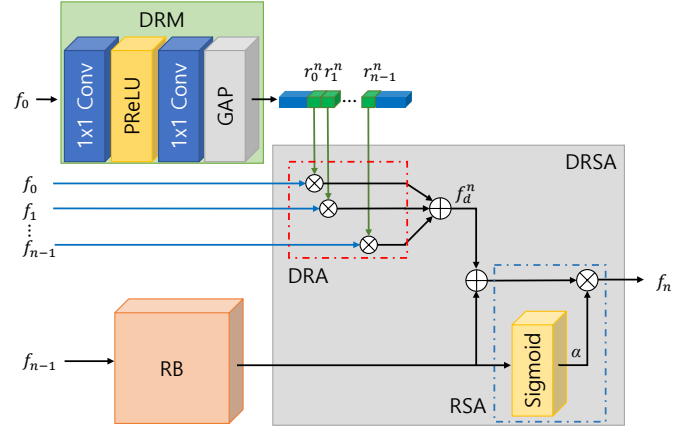 DRM
f₀
1x1 Conv
PReLU
1x1 Conv
GAP
r₀ⁿ r₁ⁿ ... rₙ₋₁ⁿ
DRSA
f₀
f₁
⋮
fₙ₋₁
DRA
f_dⁿ
fₙ
fₙ₋₁
RB
Sigmoid
α
RSA